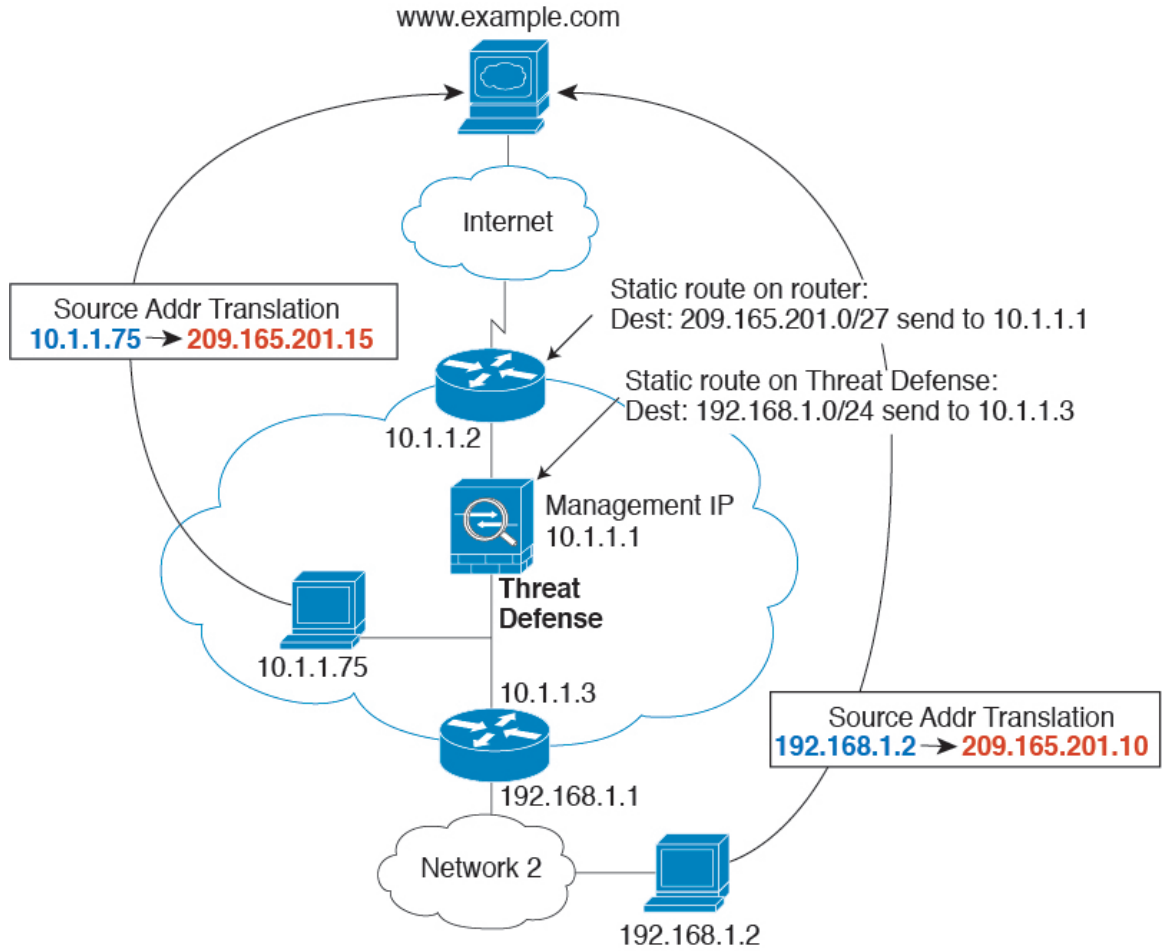 www.example.com
Internet
Static route on router:
Dest: 209.165.201.0/27 send to 10.1.1.1
Source Addr Translation
10.1.1.75 → 209.165.201.15
Static route on Threat Defense:
Dest: 192.168.1.0/24 send to 10.1.1.3
10.1.1.2
Management IP
10.1.1.1
Threat
Defense
10.1.1.75
10.1.1.3
Source Addr Translation
192.168.1.2 → 209.165.201.10
192.168.1.1
Network 2
192.168.1.2